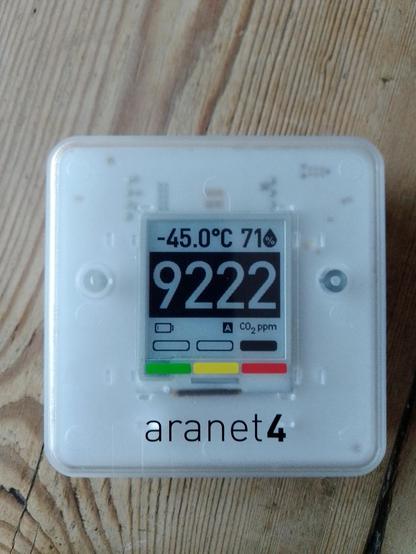 -45.0°C 71%
9222
A CO₂ ppm
aranet4